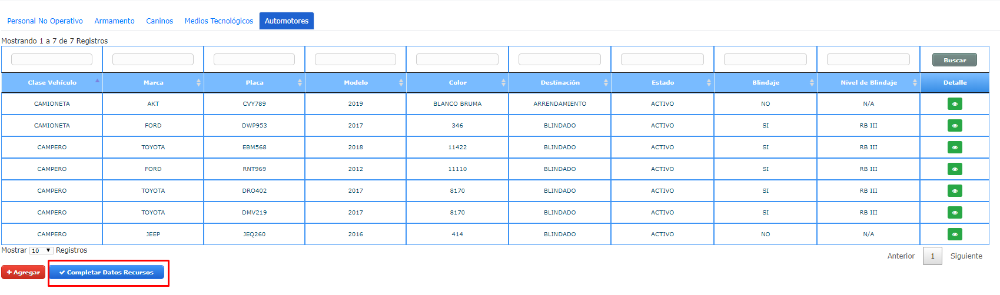 Personal No Operativo Armamento Caninos Medios Tecnológicos Automotores
Mostrando 1 a 7 de 7 Registros
Buscar
Clase Vehículo Marca Placa Modelo Color Destinación Estado Blindaje Nivel de Blindaje Detalle
CAMIONETA AKT CVY789 2019 BLANCO BRUMA ARRENDAMIENTO ACTIVO NO N/A
CAMIONETA FORD DWP953 2017 346 BLINDADO ACTIVO SI RB III
CAMPERO TOYOTA EBM568 2018 11422 BLINDADO ACTIVO SI RB III
CAMPERO FORD RNT969 2012 11110 BLINDADO ACTIVO SI RB III
CAMPERO TOYOTA DRO402 2017 8170 BLINDADO ACTIVO SI RB III
CAMPERO TOYOTA DMV219 2017 8170 BLINDADO ACTIVO SI RB III
CAMPERO JEEP JEQ260 2016 414 BLINDADO ACTIVO NO N/A
Mostrar 10 Registros
Anterior 1 Siguiente
Agregar Completar Datos Recursos